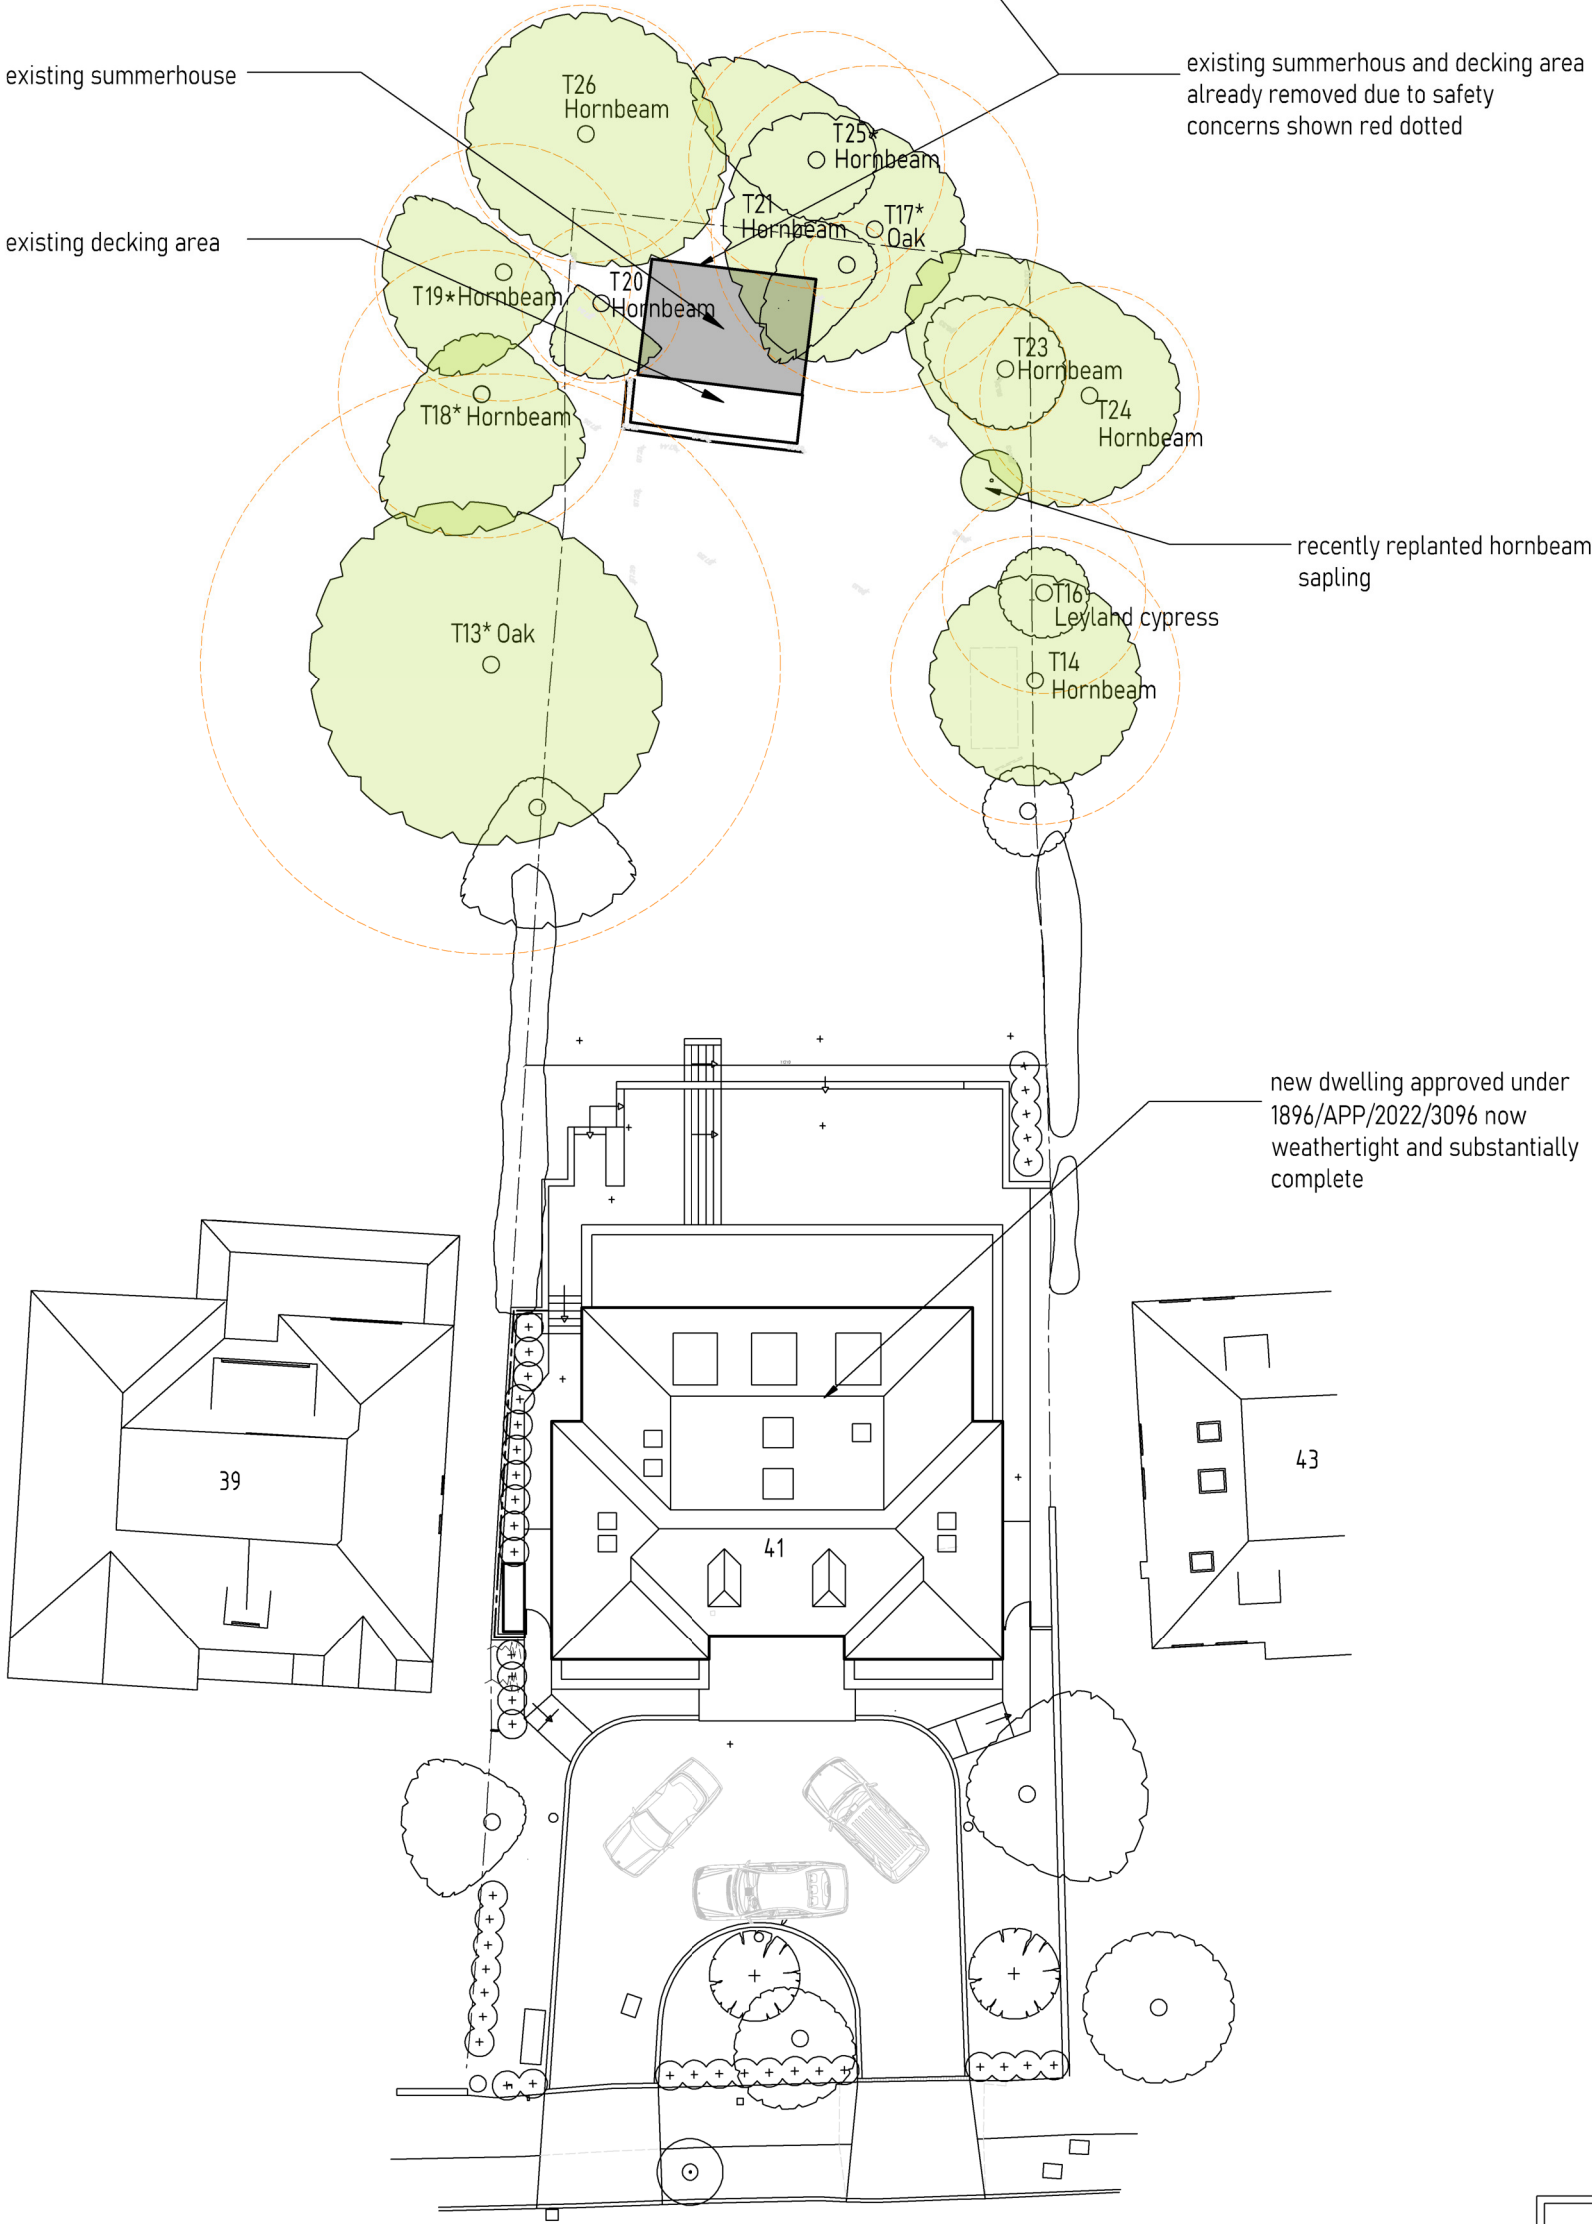 existing summerhouse
existing summerhous and decking area
already removed due to safety
concerns shown red dotted
T26
Hornbeam
T25*
Hornbeam
T21
Hornbeam
T17*
Oak
existing decking area
T19* Hornbeam
T20
Hornbeam
T23
Hornbeam
T18* Hornbeam
T24
Hornbeam
recently replanted hornbeam
sapling
T16
Leyland cypress
T13* Oak
T14
Hornbeam
new dwelling approved under
1896/APP/2022/3096 now
weathertight and substantially
complete
39
43
41